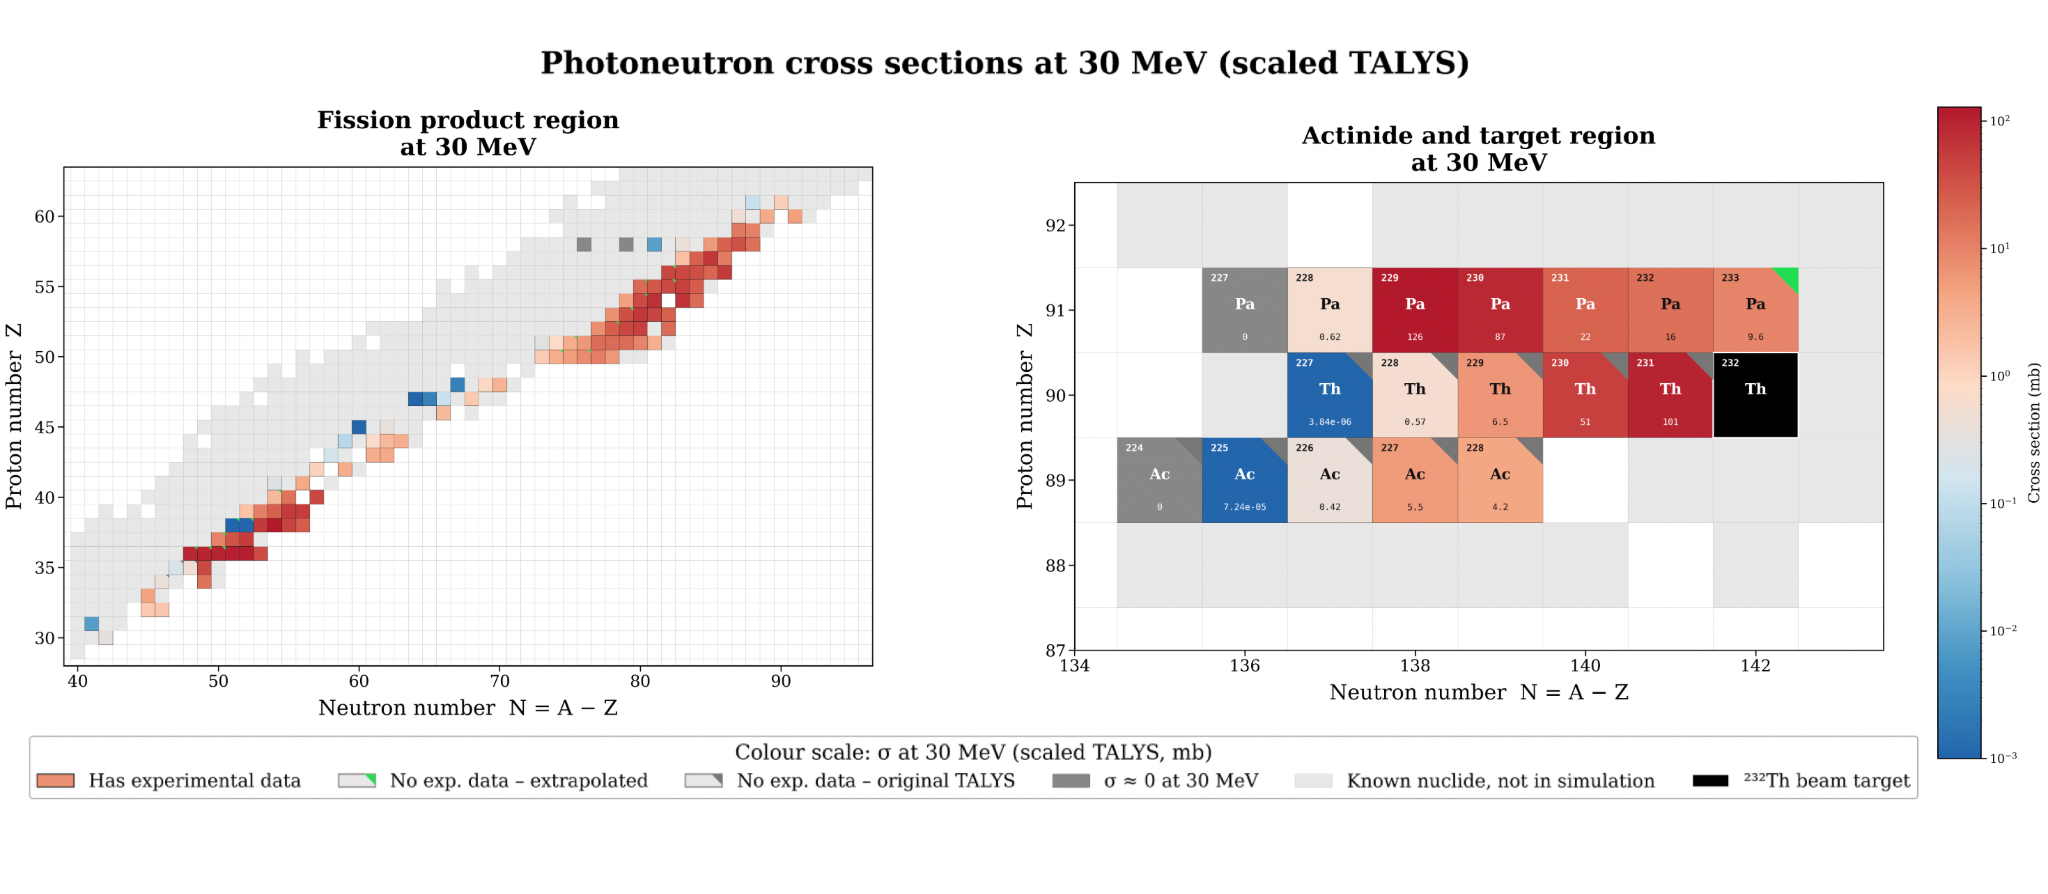 Photoneutron cross sections at 30 MeV (scaled TALYS)
Fission product region
at 30 MeV
Proton number Z
60
55
50
45
40
35
30
40 50 60 70 80 90
Neutron number N = A − Z
Actinide and target region
at 30 MeV
Proton number Z
92
91
90
89
88
87
227 228 229 230 231 232 233
Pa Pa Pa Pa Pa Pa Pa
0 0.62 126 87 22 16 9.6
227 228 229 230 231 232
Th Th Th Th Th Th
3.84e-06 0.57 6.5 51 101
224 225 226 227 228
Ac Ac Ac Ac Ac
0 7.24e-05 0.42 5.5 4.2
134 136 138 140 142
Neutron number N = A − Z
10²
10¹
10⁰
10⁻¹
10⁻²
10⁻³
Cross section (mb)
Colour scale: σ at 30 MeV (scaled TALYS, mb)
Has experimental data No exp. data – extrapolated No exp. data – original TALYS σ ≈ 0 at 30 MeV Known nuclide, not in simulation ²³²Th beam target